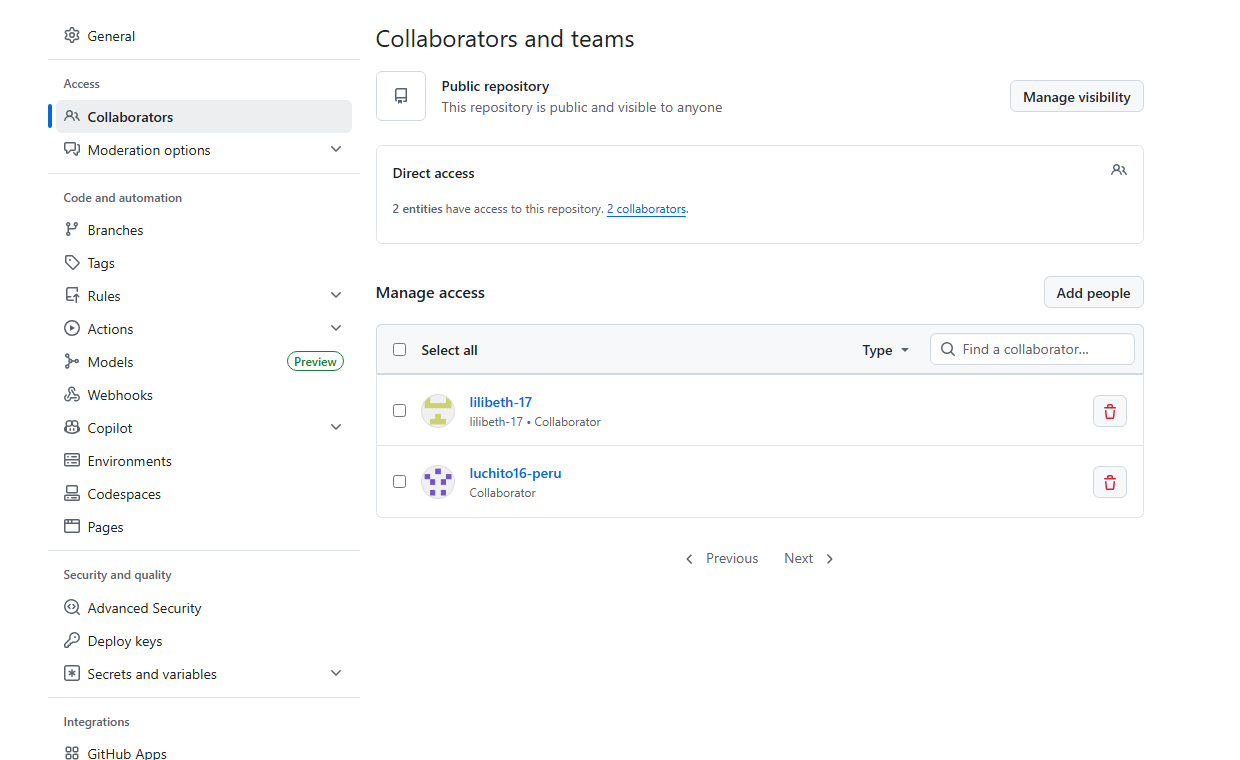 General
Access
Collaborators
Moderation options
Code and automation
Branches
Tags
Rules
Actions
Models Preview
Webhooks
Copilot
Environments
Codespaces
Pages
Security and quality
Advanced Security
Deploy keys
Secrets and variables
Integrations
GitHub Apps
Collaborators and teams
Public repository
This repository is public and visible to anyone
Manage visibility
Direct access
2 entities have access to this repository. 2 collaborators.
Manage access
Add people
Select all Type Find a collaborator...
lilibeth-17
lilibeth-17 • Collaborator
luchito16-peru
Collaborator
Previous Next